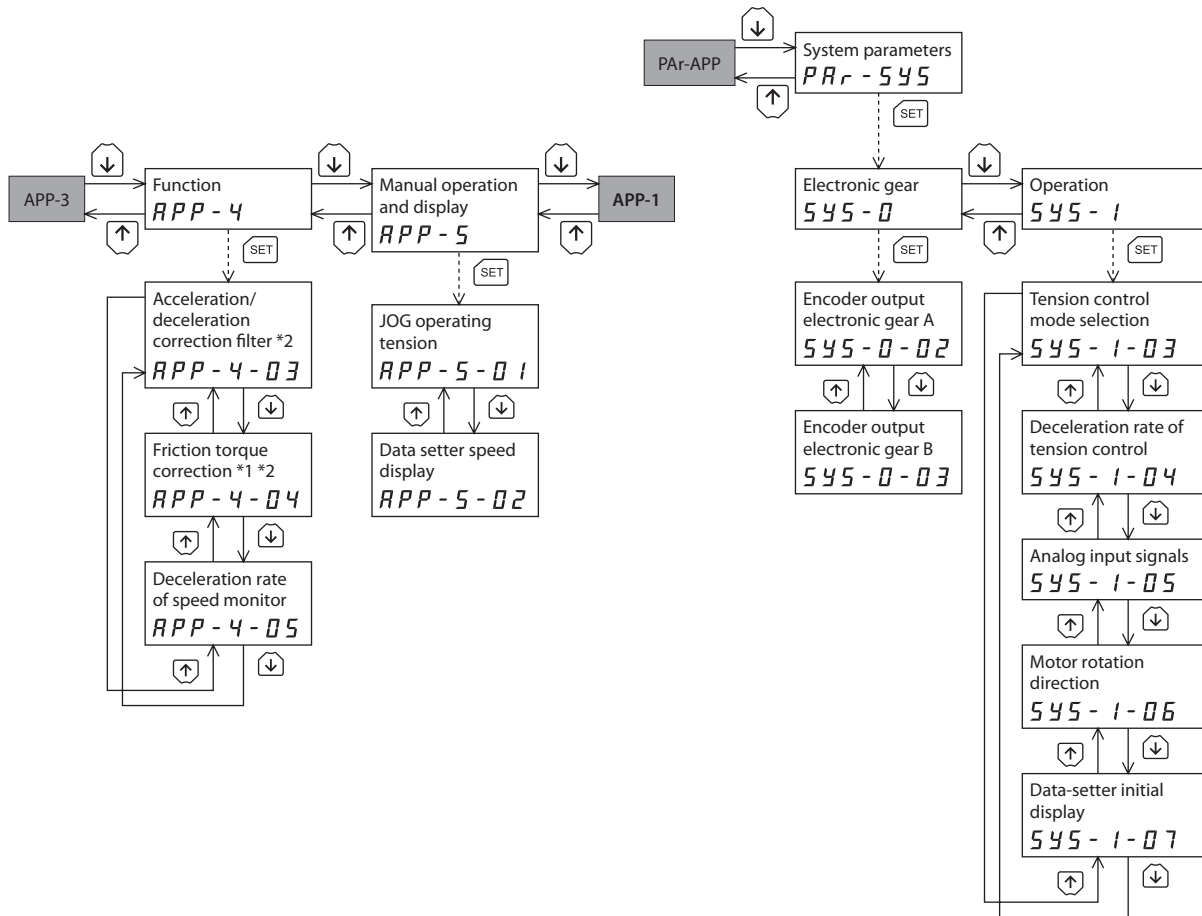 PAr-APP
System parameters
PAr-SYS
SET
APP-3
Function
APP-4
Manual operation
and display
APP-5
APP-1
SET
SET
Acceleration/
deceleration
correction filter *2
APP-4-03
Friction torque
correction *1 *2
APP-4-04
Deceleration rate
of speed monitor
APP-4-05
JOG operating
tension
APP-5-01
Data setter speed
display
APP-5-02
Electronic gear
SYS-0
Operation
SYS-1
SET
SET
Encoder output
electronic gear A
SYS-0-02
Encoder output
electronic gear B
SYS-0-03
Tension control
mode selection
SYS-1-03
Deceleration rate of
tension control
SYS-1-04
Analog input signals
SYS-1-05
Motor rotation
direction
SYS-1-06
Data-setter initial
display
SYS-1-07